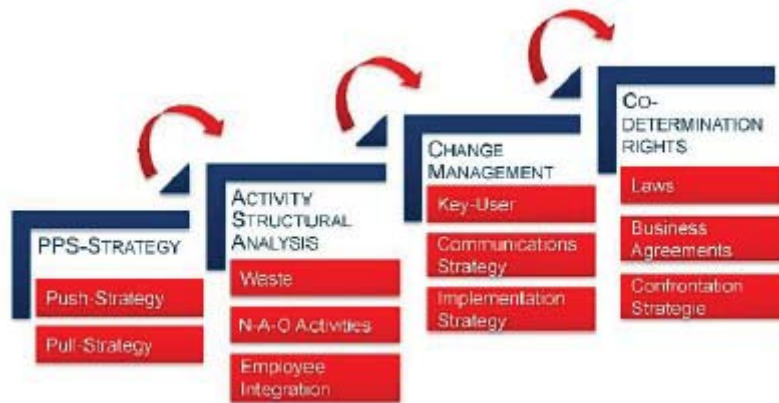 PPS-STRATEGY
Push-Strategy
Pull-Strategy
ACTIVITY
STRUCTURAL
ANALYSIS
Waste
N-A-O Activities
Employee
Integration
CHANGE
MANAGEMENT
Key-User
Communications
Strategy
Implementation
Strategy
CO-
DETERMINATION
RIGHTS
Laws
Business
Agreements
Confrontation
Strategie